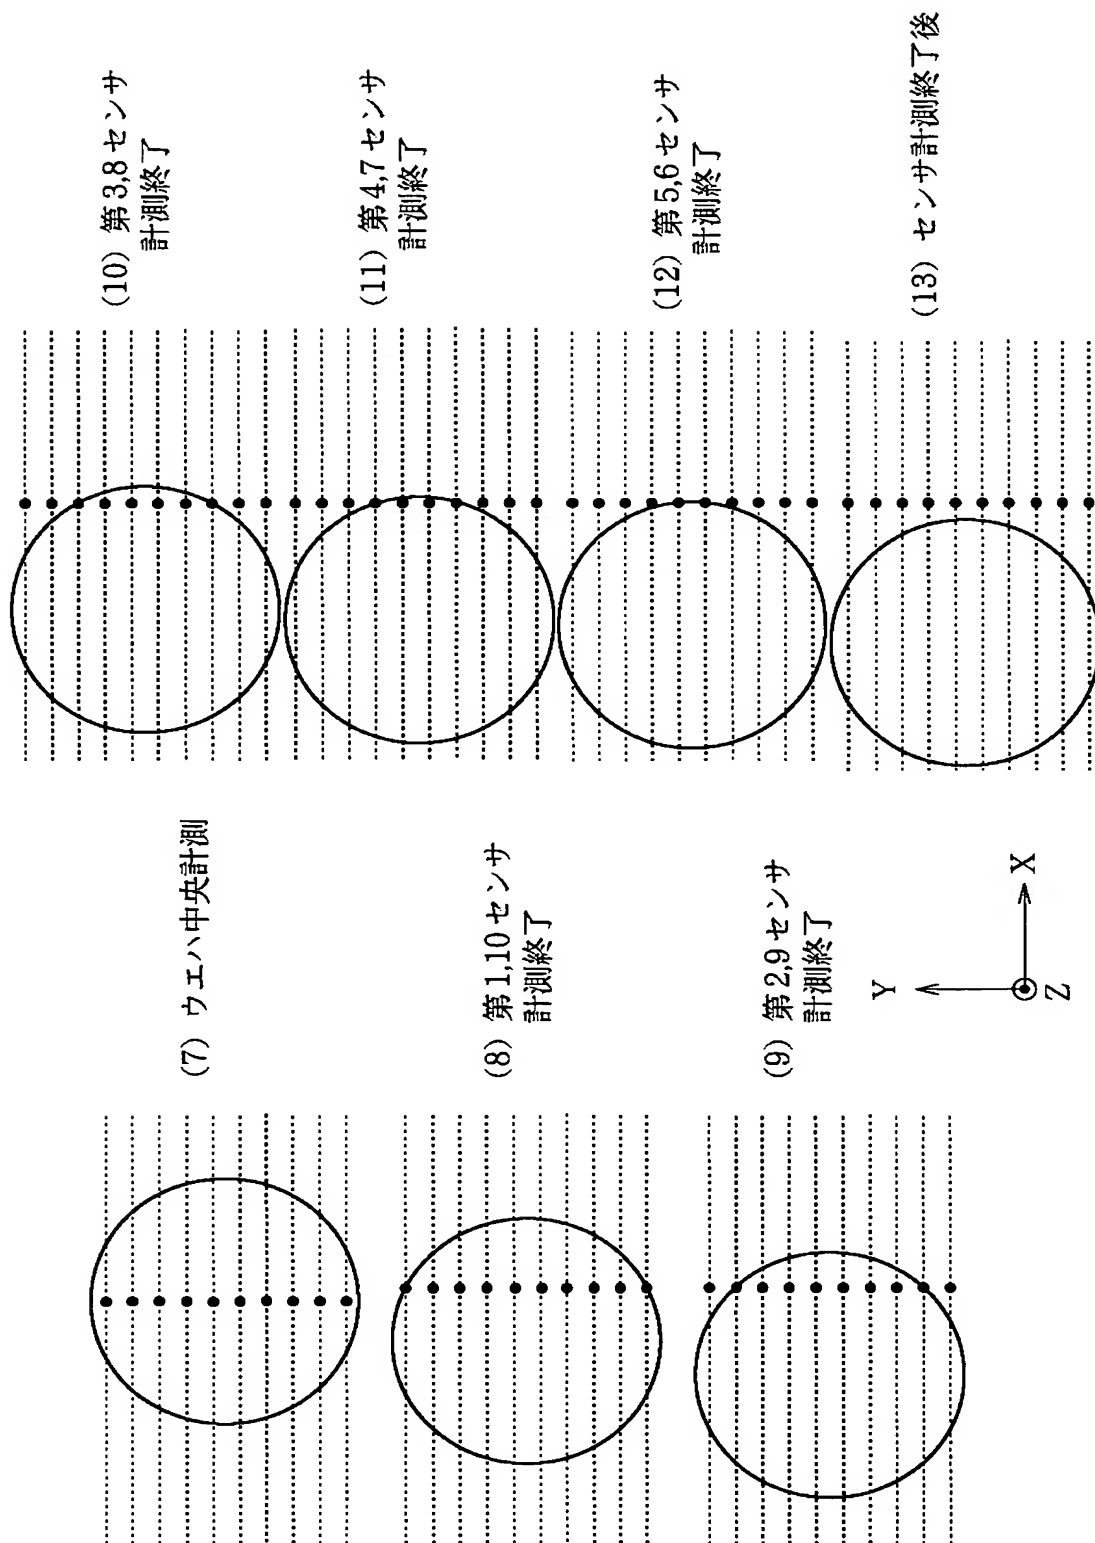 (7) ウエハ中央計測
(8) 第1,10センサ
計測終了
(9) 第2,9センサ
計測終了
(10) 第3,8センサ
計測終了
(11) 第4,7センサ
計測終了
(12) 第5,6センサ
計測終了
(13) センサ計測終了後
Y
X
Z